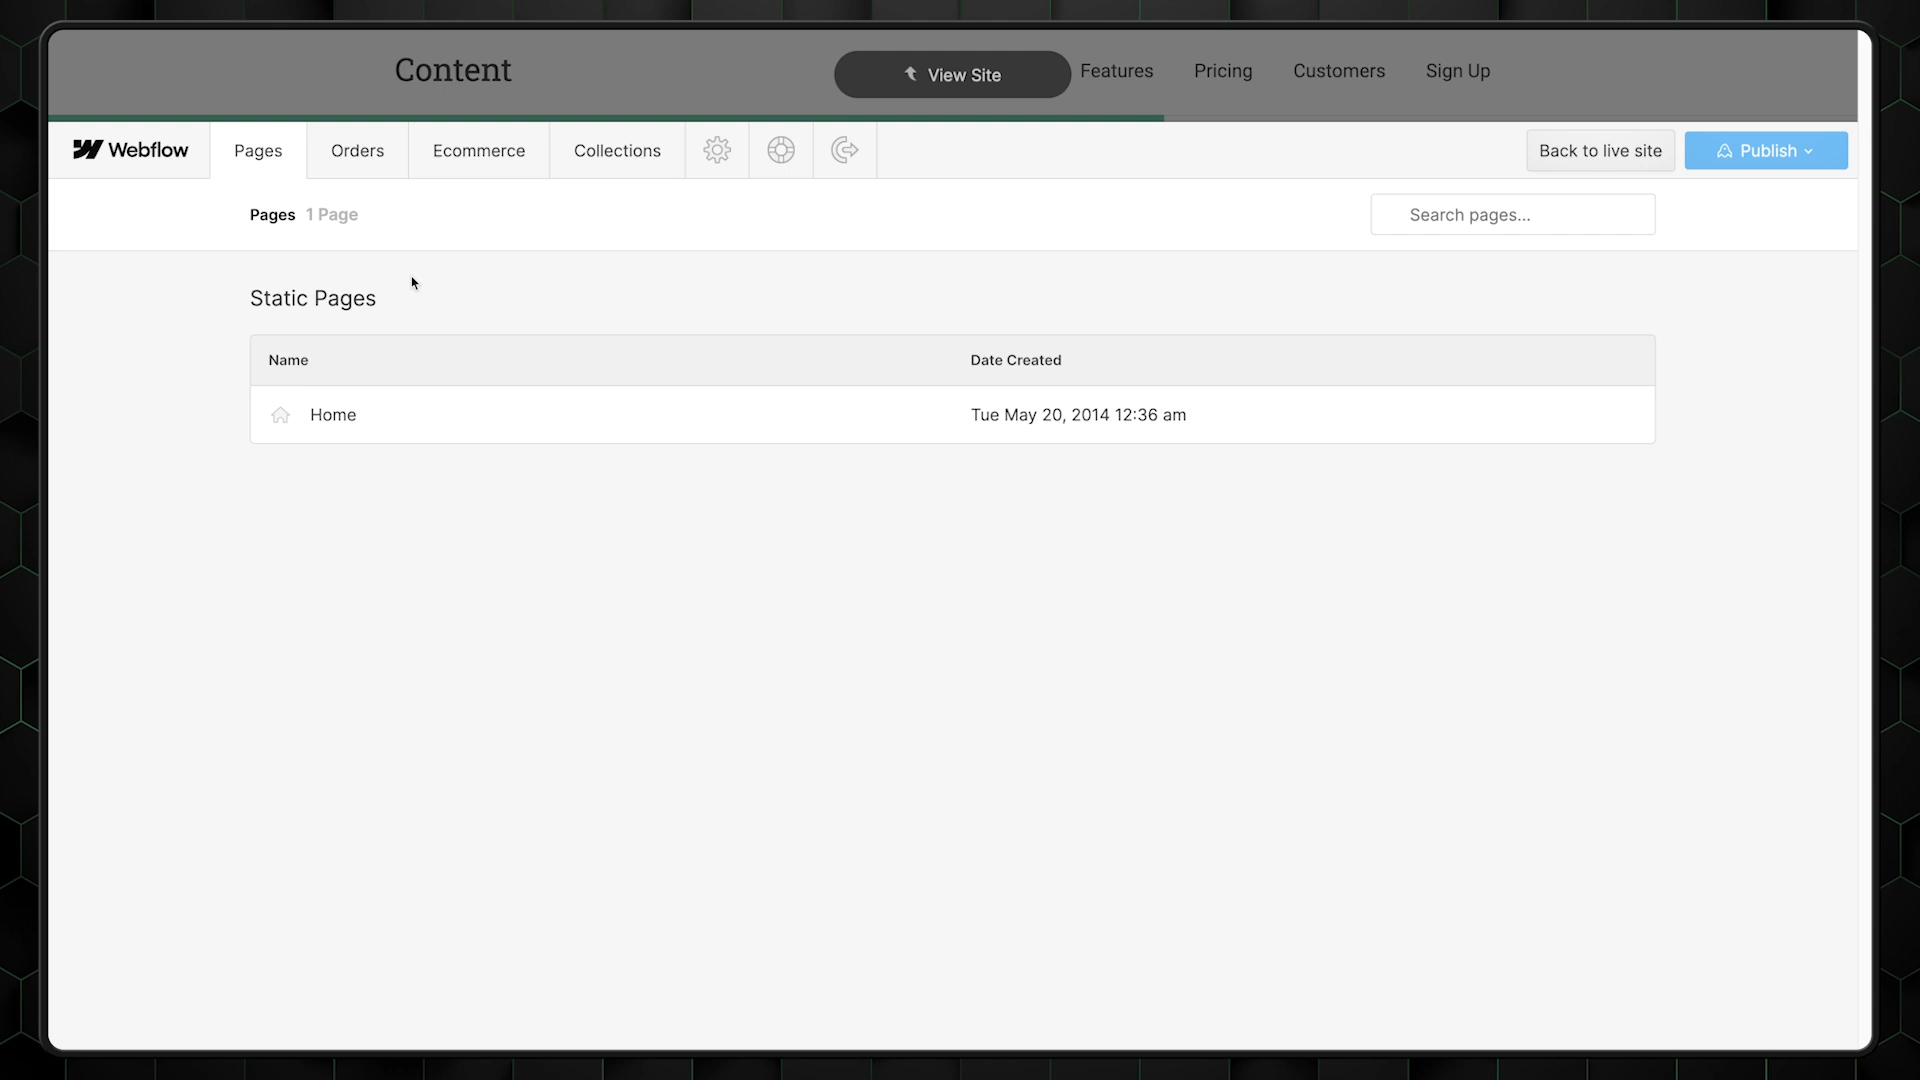 Content
View Site
Features
Pricing
Customers
Sign Up
Webflow
Pages
Orders
Ecommerce
Collections
Back to live site
Publish
Pages 1 Page
Search pages...
Static Pages
Name
Date Created
Home
Tue May 20, 2014 12:36 am